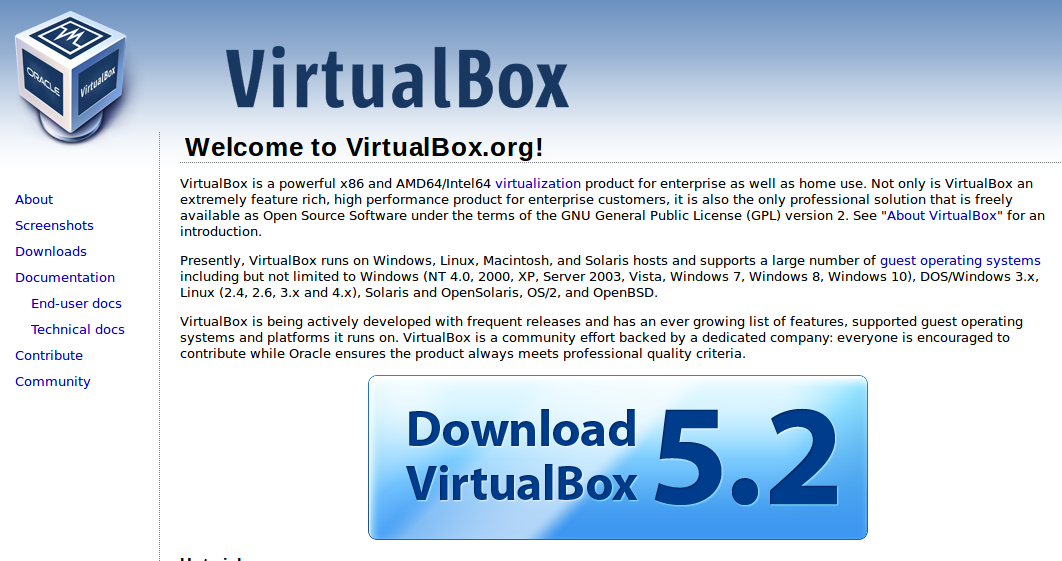 ORACLE
VirtualBox
VirtualBox
Welcome to VirtualBox.org!
About
Screenshots
Downloads
Documentation
End-user docs
Technical docs
Contribute
Community
VirtualBox is a powerful x86 and AMD64/Intel64 virtualization product for enterprise as well as home use. Not only is VirtualBox an
extremely feature rich, high performance product for enterprise customers, it is also the only professional solution that is freely
available as Open Source Software under the terms of the GNU General Public License (GPL) version 2. See "About VirtualBox" for an
introduction.
Presently, VirtualBox runs on Windows, Linux, Macintosh, and Solaris hosts and supports a large number of guest operating systems
including but not limited to Windows (NT 4.0, 2000, XP, Server 2003, Vista, Windows 7, Windows 8, Windows 10), DOS/Windows 3.x,
Linux (2.4, 2.6, 3.x and 4.x), Solaris and OpenSolaris, OS/2, and OpenBSD.
VirtualBox is being actively developed with frequent releases and has an ever growing list of features, supported guest operating
systems and platforms it runs on. VirtualBox is a community effort backed by a dedicated company: everyone is encouraged to
contribute while Oracle ensures the product always meets professional quality criteria.
Download
VirtualBox 5.2